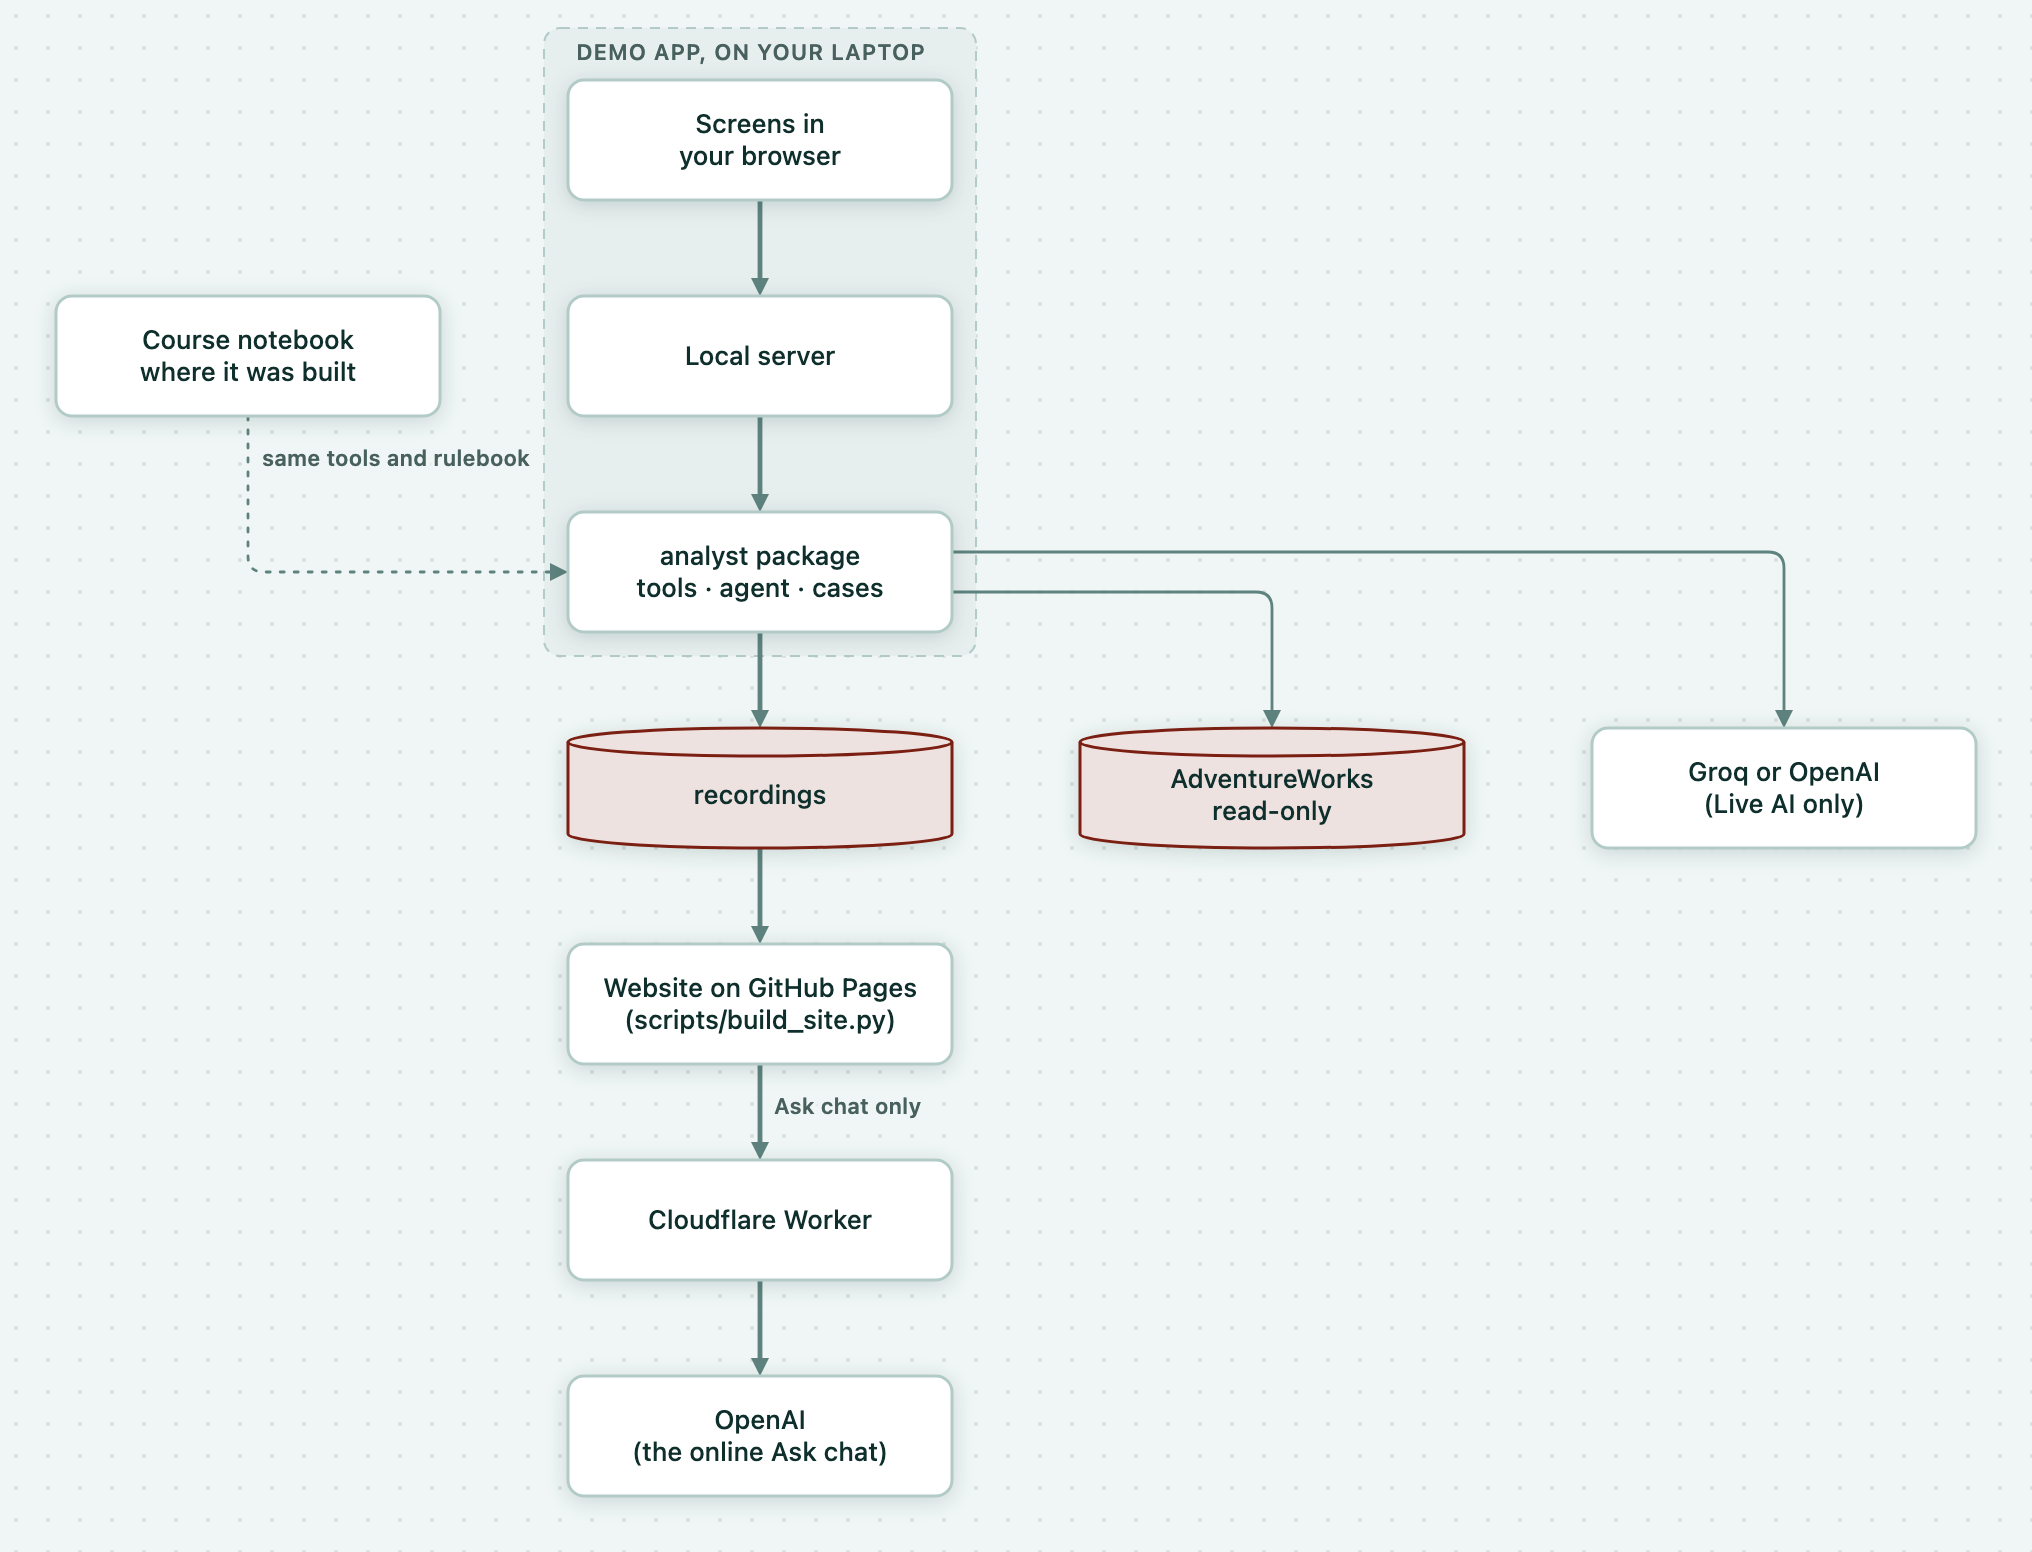 DEMO APP, ON YOUR LAPTOP
Screens in
your browser
Course notebook
where it was built
Local server
same tools and rulebook
analyst package
tools · agent · cases
recordings
AdventureWorks
read-only
Groq or OpenAI
(Live AI only)
Website on GitHub Pages
(scripts/build_site.py)
Ask chat only
Cloudflare Worker
OpenAI
(the online Ask chat)